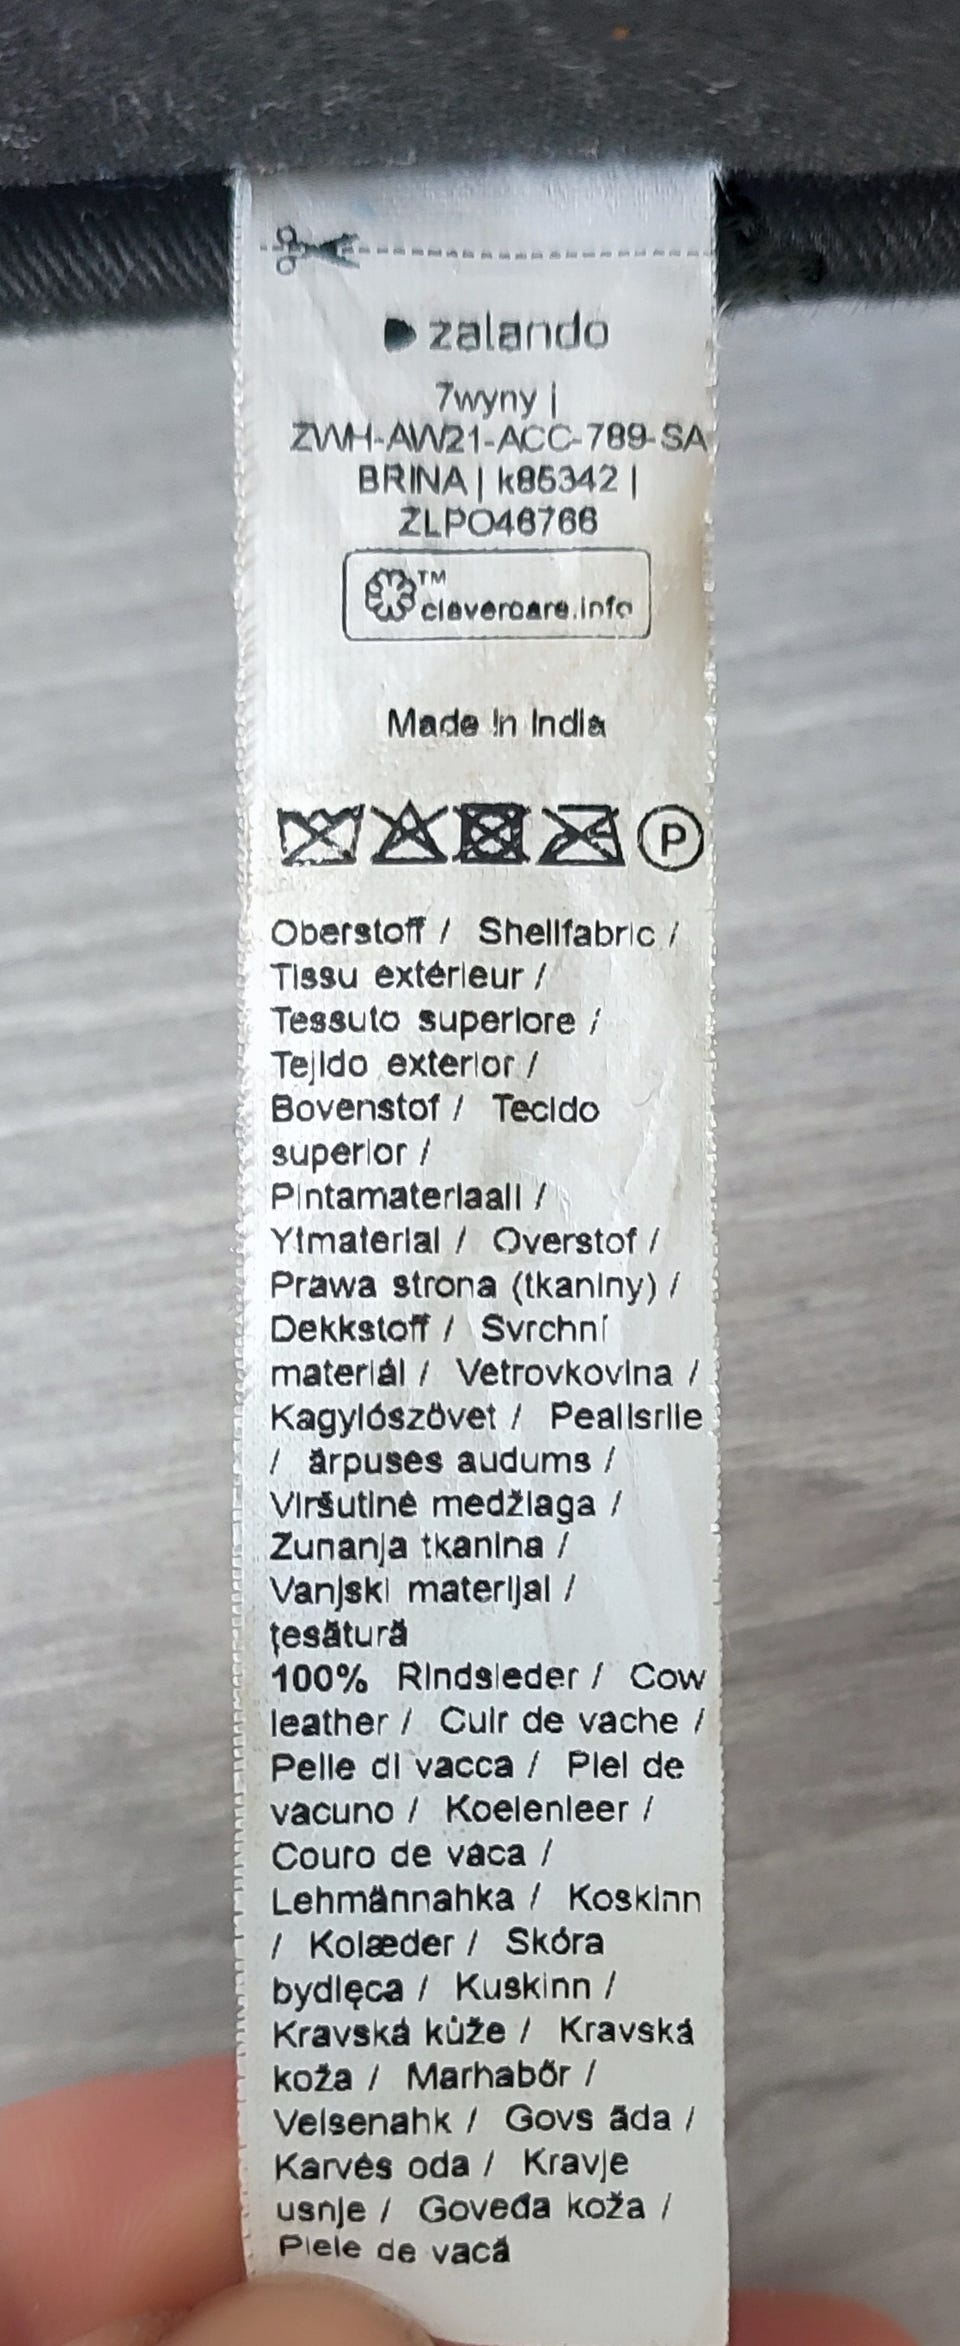 zalando
7wyny |
ZWH-AW21-ACC-789-SA
BRINA | k85342 |
ZLPO46766
TM
clevercare.info
Made in India
P
Oberstoff / Shellfabric /
Tissu extérieur /
Tessuto superiore /
Tejido exterior /
Bovenstof / Tecido
superior /
Pintamateriaali /
Ytmaterial / Overstof /
Prawa strona (tkaniny) /
Dekkstoff / Svrchní
materiál / Vetrovkovina /
Kagylószövet / Pealisriie
/ ārpuses audums /
Viršutinė medžiaga /
Zunanja tkanina /
Vanjski materijal /
țesătură
100% Rindsleder / Cow
leather / Cuir de vache /
Pelle di vacca / Piel de
vacuno / Koelenleer /
Couro de vaca /
Lehmännahka / Koskinn
/ Kolæder / Skóra
bydlęca / Kuskinn /
Kravská kůže / Kravská
koža / Marhabőr /
Veisenahk / Govs āda /
Karvės oda / Kravje
usnje / Goveđa koža /
Piele de vacă